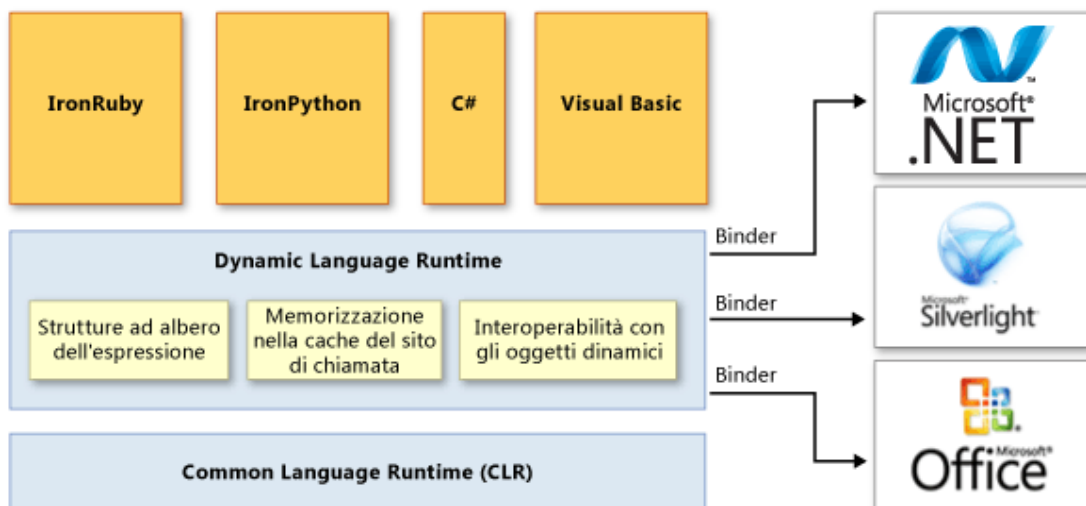 IronRuby
IronPython
C#
Visual Basic
Dynamic Language Runtime
Strutture ad albero
dell'espressione
Memorizzazione
nella cache del sito
di chiamata
Interoperabilità con
gli oggetti dinamici
Common Language Runtime (CLR)
Binder
Binder
Binder
Microsoft®
.NET
Microsoft®
Silverlight
Microsoft®
Office